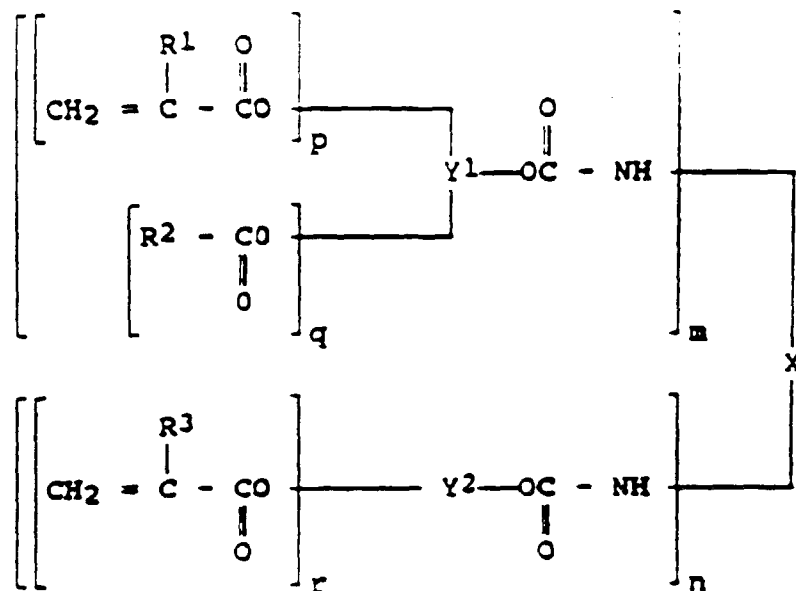 R1 O
CH2 = C - CO
p
O
Y1 OC - NH
R2 - CO
O
q
m
X
R3
CH2 = C - CO Y2 OC - NH
O O
r
n